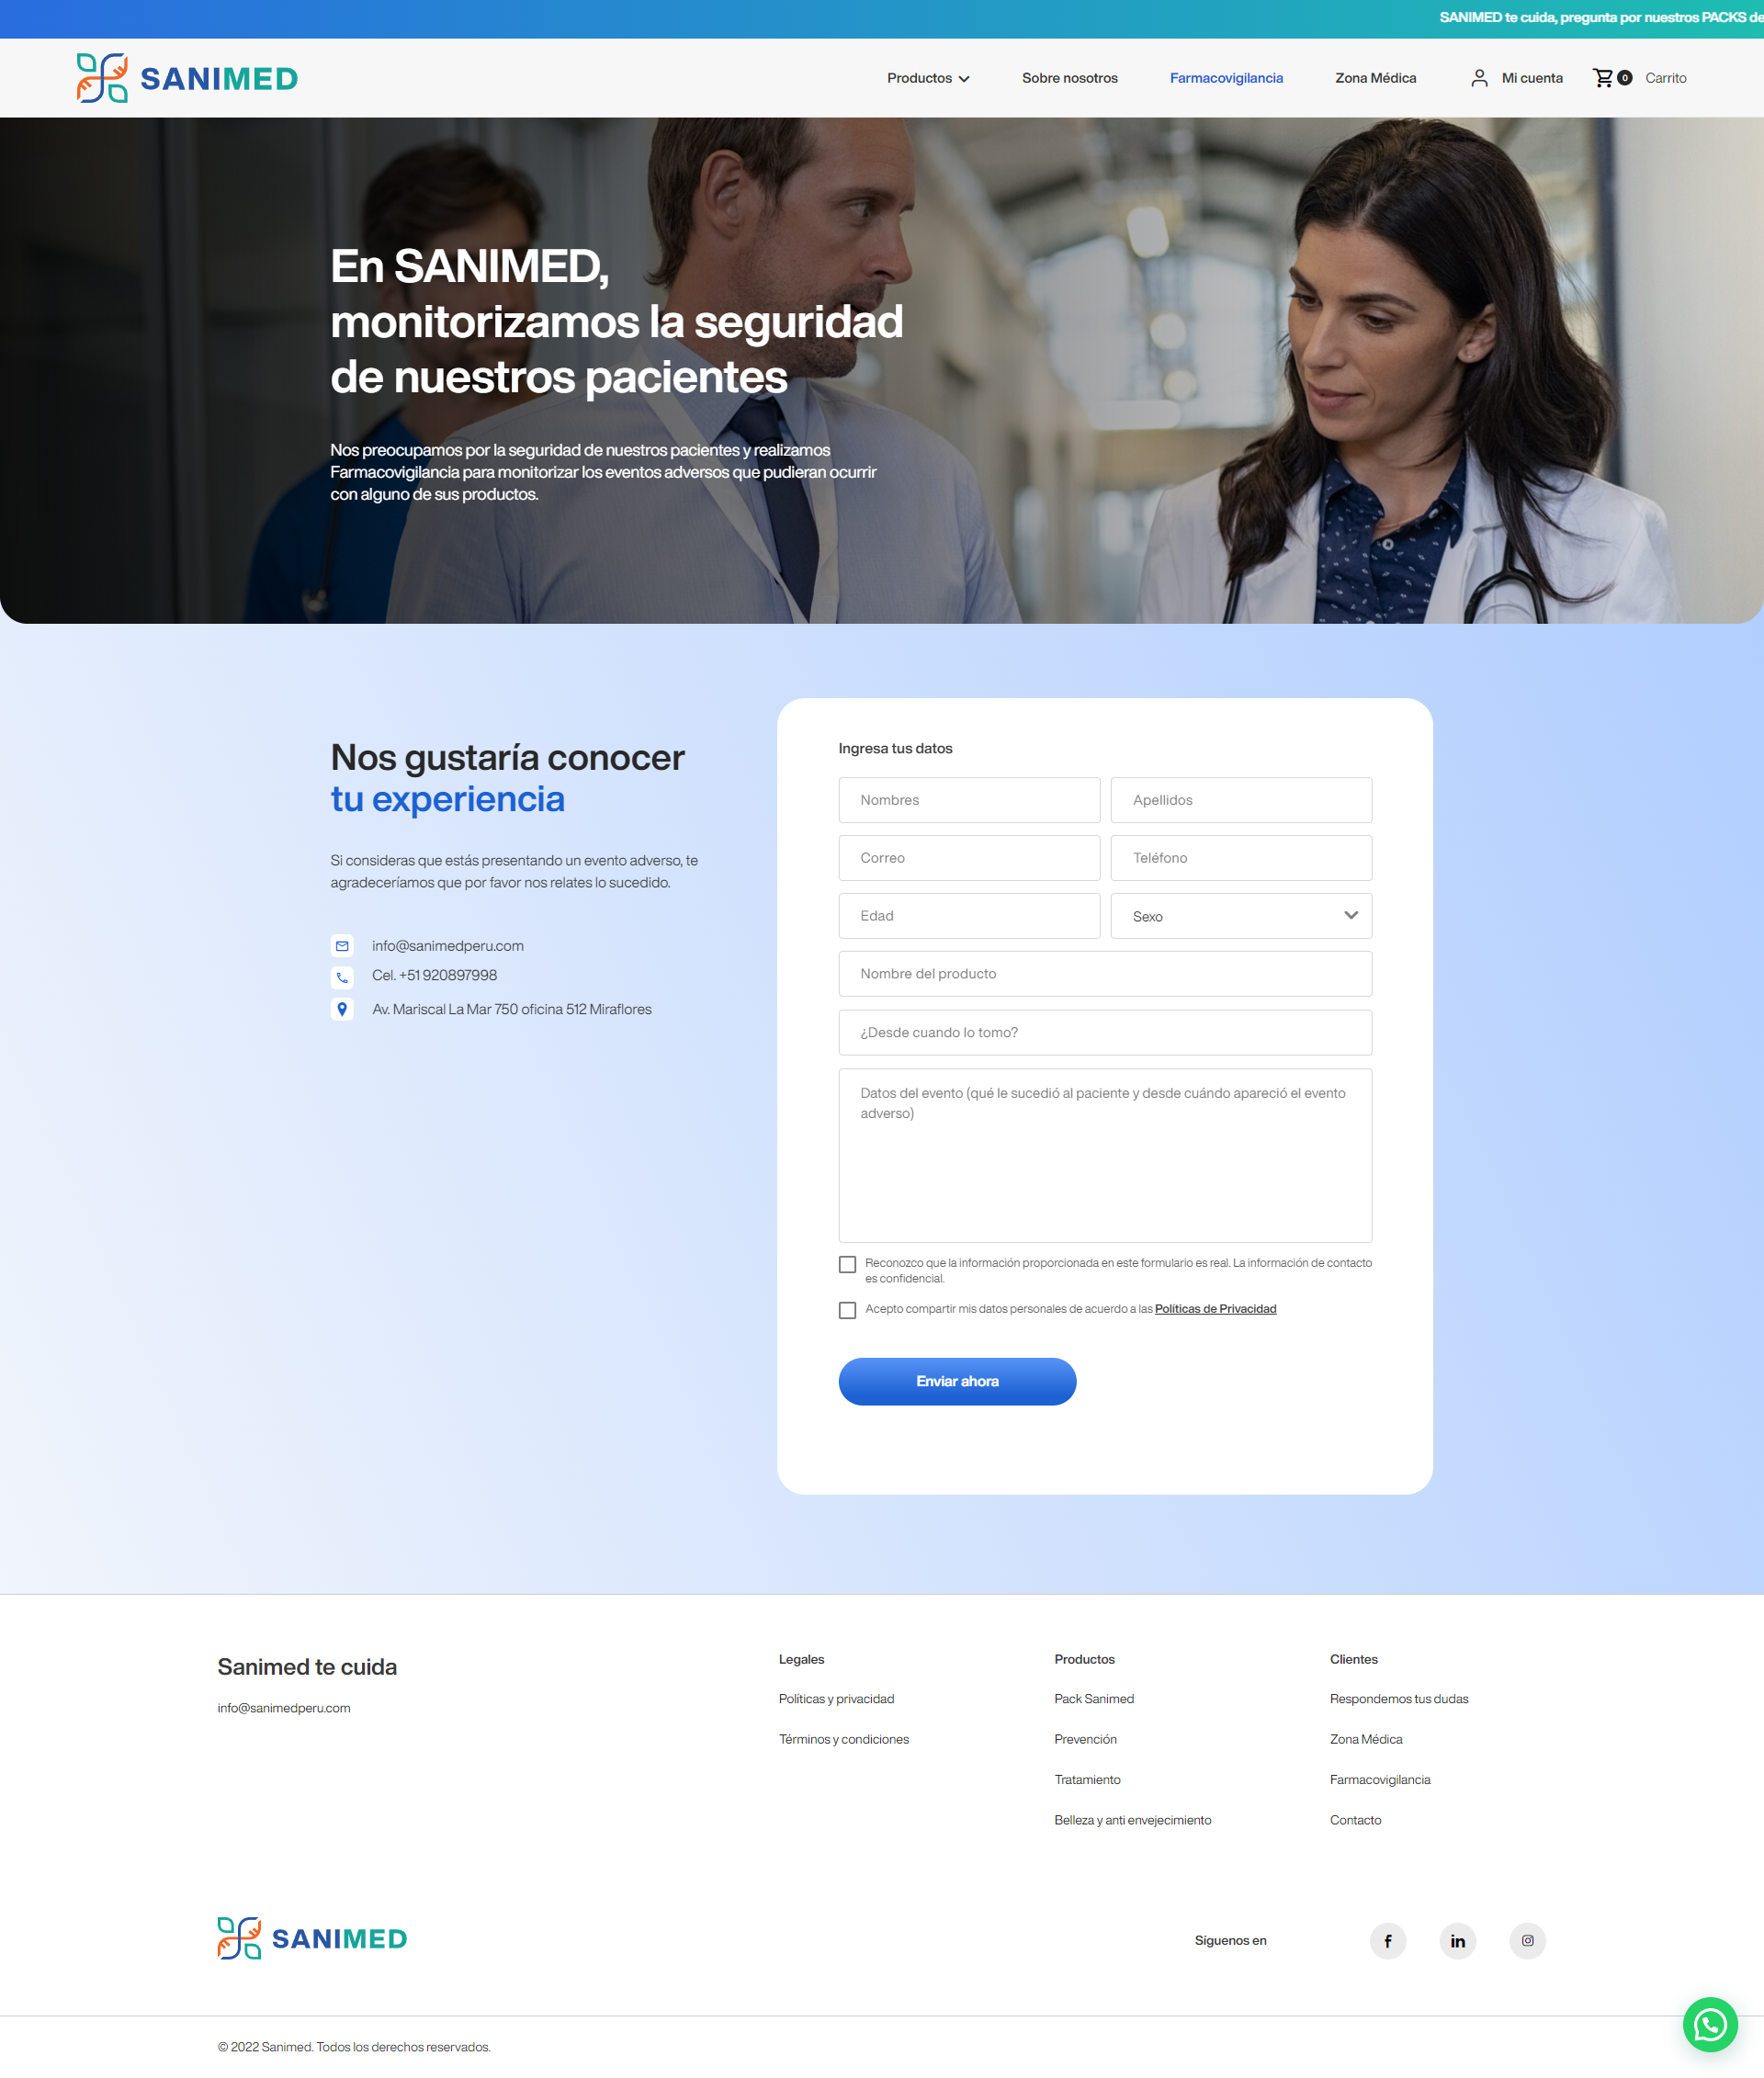 SANIMED te cuida, pregunta por nuestros PACKS de
SANIMED
Productos
Sobre nosotros
Farmacovigilancia
Zona Médica
Mi cuenta
0
Carrito
En SANIMED,
monitorizamos la seguridad
de nuestros pacientes
Nos preocupamos por la seguridad de nuestros pacientes y realizamos
Farmacovigilancia para monitorizar los eventos adversos que pudieran ocurrir
con alguno de sus productos.
Nos gustaría conocer
tu experiencia
Si consideras que estás presentando un evento adverso, te
agradeceríamos que por favor nos relates lo sucedido.
info@sanimedperu.com
Cel. +51 920897998
Av. Mariscal La Mar 750 oficina 512 Miraflores
Ingresa tus datos
Nombres
Apellidos
Correo
Teléfono
Edad
Sexo
Nombre del producto
¿Desde cuando lo tomo?
Datos del evento (qué le sucedió al paciente y desde cuándo apareció el evento
adverso)
Reconozco que la información proporcionada en este formulario es real. La información de contacto
es confidencial.
Acepto compartir mis datos personales de acuerdo a las Políticas de Privacidad
Enviar ahora
Sanimed te cuida
info@sanimedperu.com
Legales
Políticas y privacidad
Términos y condiciones
Productos
Pack Sanimed
Prevención
Tratamiento
Belleza y anti envejecimiento
Clientes
Respondemos tus dudas
Zona Médica
Farmacovigilancia
Contacto
SANIMED
Síguenos en
© 2022 Sanimed. Todos los derechos reservados.